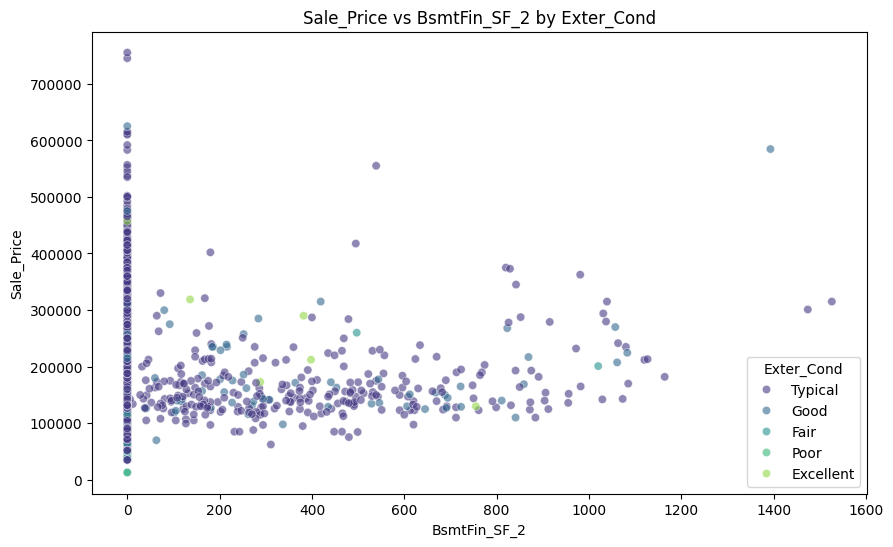 Sale_Price vs BsmtFin_SF_2 by Exter_Cond
Sale_Price
700000
600000
500000
400000
300000
200000
100000
0
Exter_Cond
Typical
Good
Fair
Poor
Excellent
0 200 400 600 800 1000 1200 1400 1600
BsmtFin_SF_2